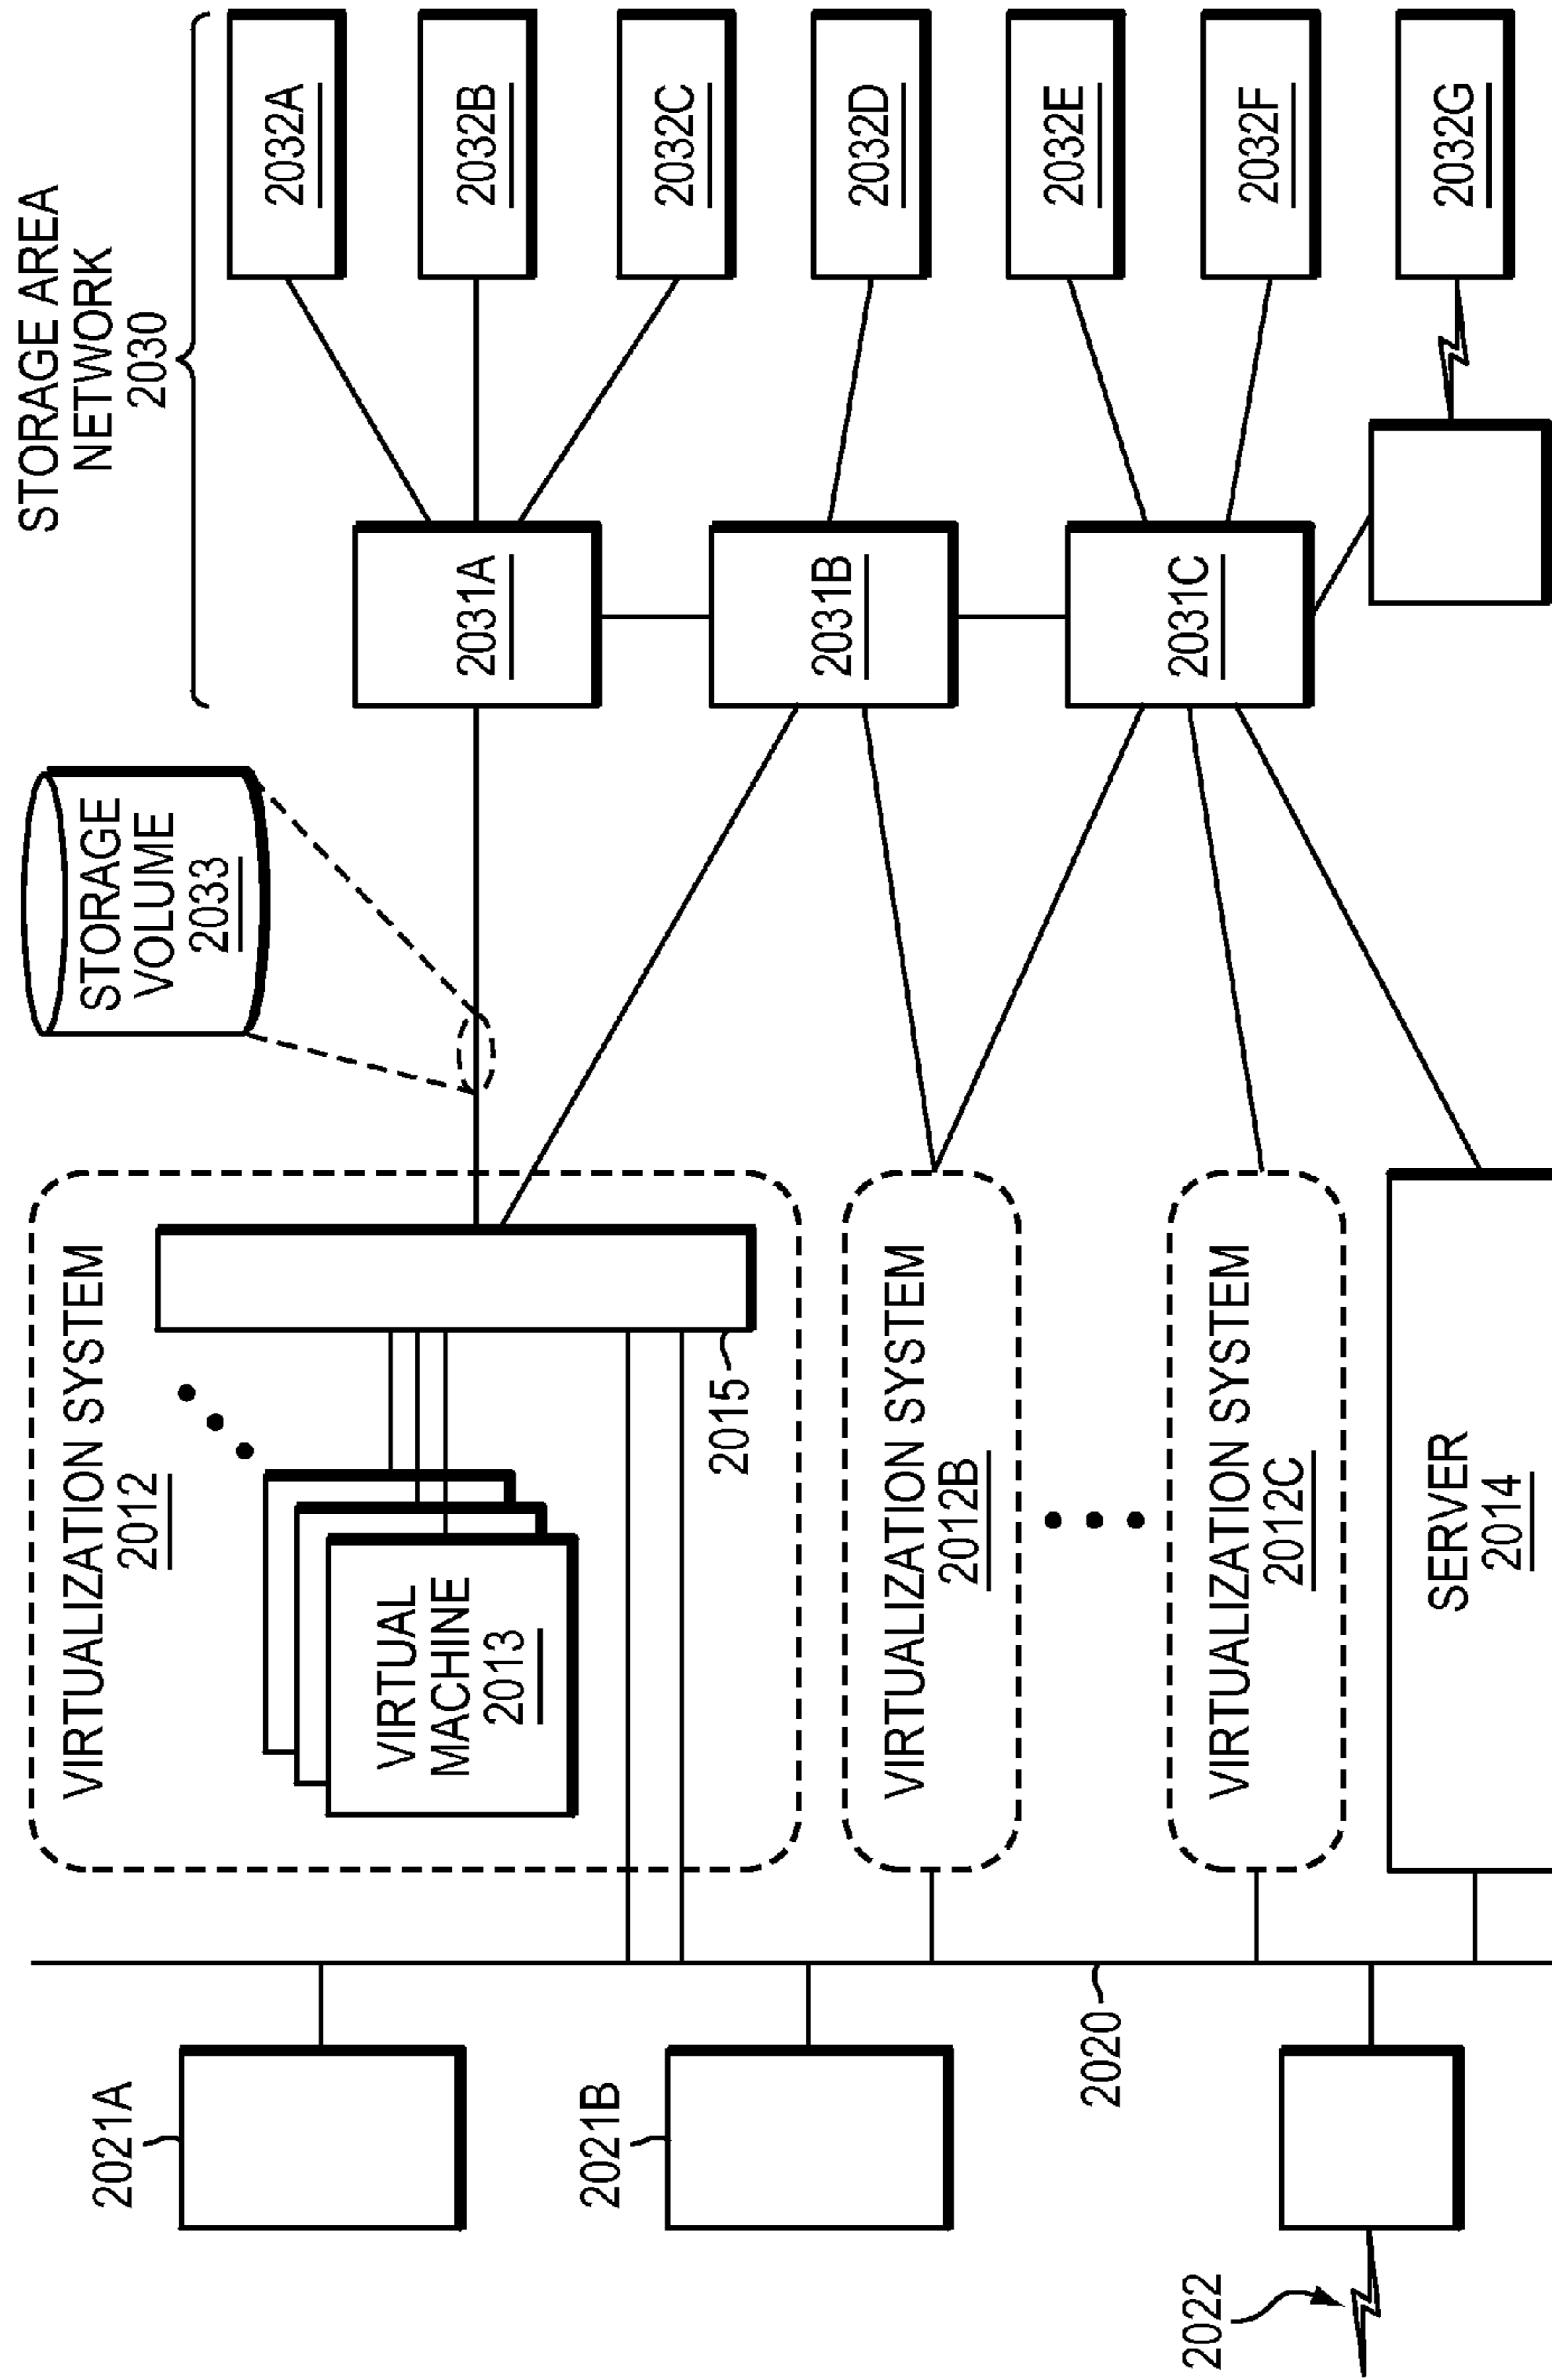 STORAGE AREA
NETWORK
2030
2032A
2032B
2032C
2032D
2032E
2032F
2032G
2031A
2031B
2031C
STORAGE
VOLUME
2033
VIRTUALIZATION SYSTEM
2012
VIRTUAL
MACHINE
2013
2015
VIRTUALIZATION SYSTEM
2012B
VIRTUALIZATION SYSTEM
2012C
SERVER
2014
2020
2021A
2021B
2022